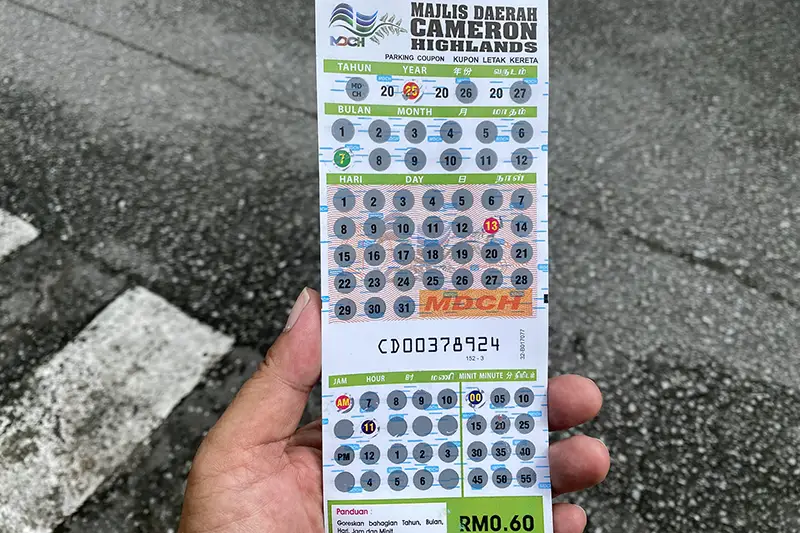 MDCH
MAJLIS DAERAH
CAMERON
HIGHLANDS
PARKING COUPON KUPON LETAK KERETA
TAHUN YEAR 年份 வருடம்
MD CH 20 25 20 26 20 27
BULAN MONTH 月 மாதம்
1 2 3 4 5 6
7 8 9 10 11 12
HARI DAY 日 நாள்
1 2 3 4 5 6 7
8 9 10 11 12 13 14
15 16 17 18 19 20 21
22 23 24 25 26 27 28
29 30 31 MDCH
CD00378924
152 - 3
32-B017077
JAM HOUR 时 மணி MINIT MINUTE 分 நிமிடம்
AM 7 8 9 10 00 05 10
11 15 20 25
PM 12 1 2 3 30 35 40
4 5 6 45 50 55
Panduan :
Goreskan bahagian Tahun, Bulan,
Hari, Jam dan Minit
RM0.60